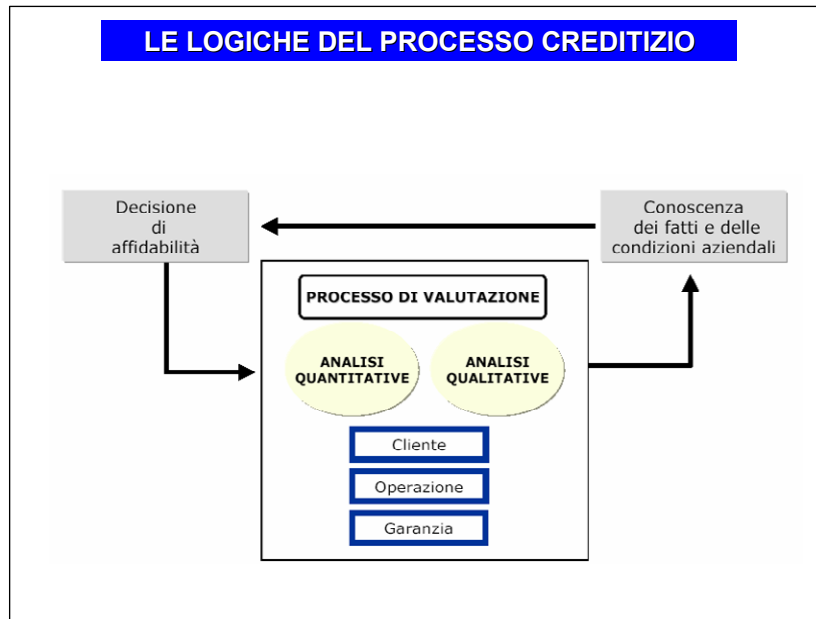 LE LOGICHE DEL PROCESSO CREDITIZIO
Decisione
di
affidabilità
Conoscenza
dei fatti e delle
condizioni aziendali
PROCESSO DI VALUTAZIONE
ANALISI
QUANTITATIVE
ANALISI
QUALITATIVE
Cliente
Operazione
Garanzia